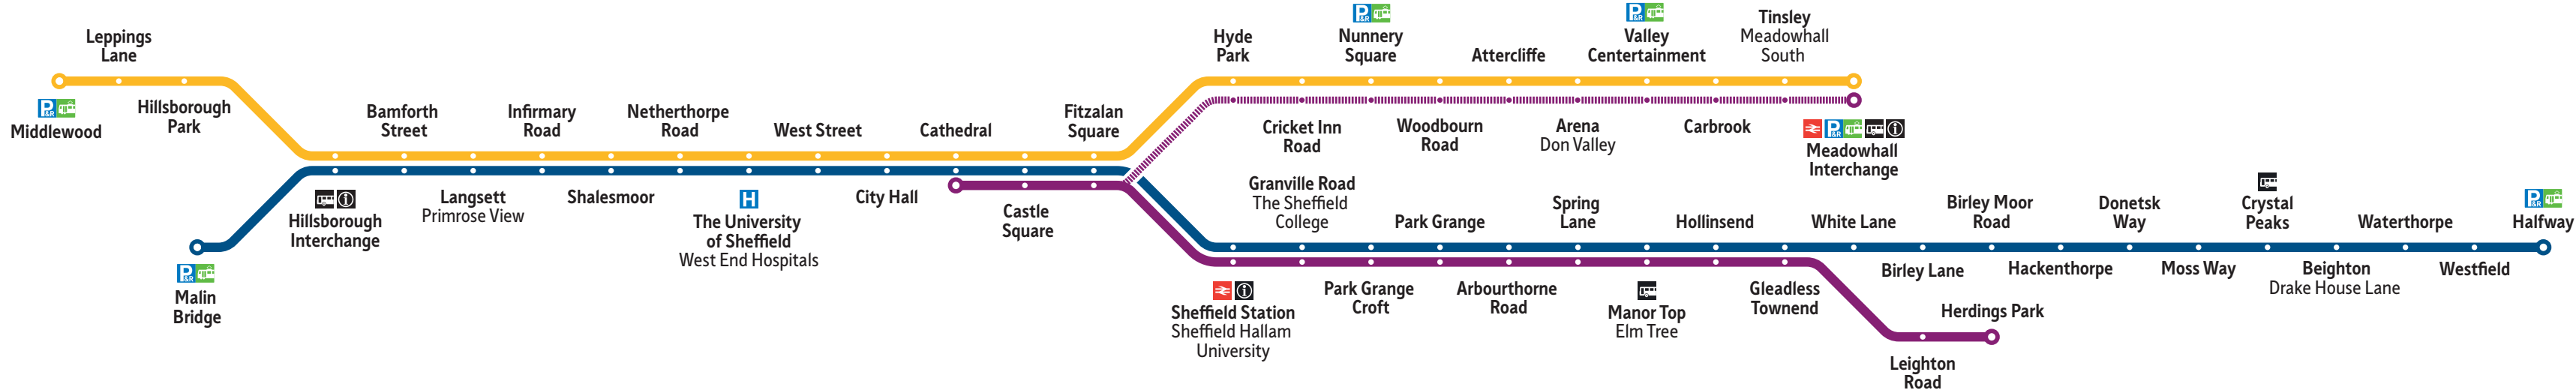 Leppings
Lane
P
&R
Middlewood
Hillsborough
Park
P
&R
Malin
Bridge
Hillsborough
Interchange
Bamforth
Street
Langsett
Primrose View
Infirmary
Road
Shalesmoor
Netherthorpe
Road
H
The University
of Sheffield
West End Hospitals
West Street
City Hall
Cathedral
Castle
Square
Fitzalan
Square
Hyde
Park
Cricket Inn
Road
P
&R
Nunnery
Square
Woodbourn
Road
Attercliffe
Arena
Don Valley
P
&R
Valley
Centertainment
Carbrook
Tinsley
Meadowhall
South
P
&R
i
Meadowhall
Interchange
i
Sheffield Station
Sheffield Hallam
University
Granville Road
The Sheffield
College
Park Grange
Croft
Park Grange
Arbourthorne
Road
Spring
Lane
Manor Top
Elm Tree
Hollinsend
Gleadless
Townend
White Lane
Birley Lane
Birley Moor
Road
Hackenthorpe
Donetsk
Way
Moss Way
Crystal
Peaks
Beighton
Drake House Lane
Waterthorpe
Westfield
P
&R
Halfway
Herdings Park
Leighton
Road